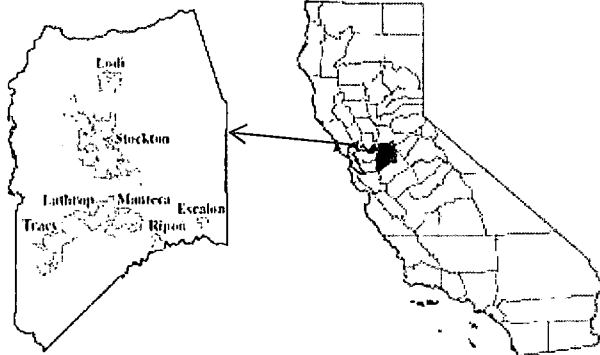 Lodi
Stockton
Lathrop Manteca
Escalon
Tracy
Ripon